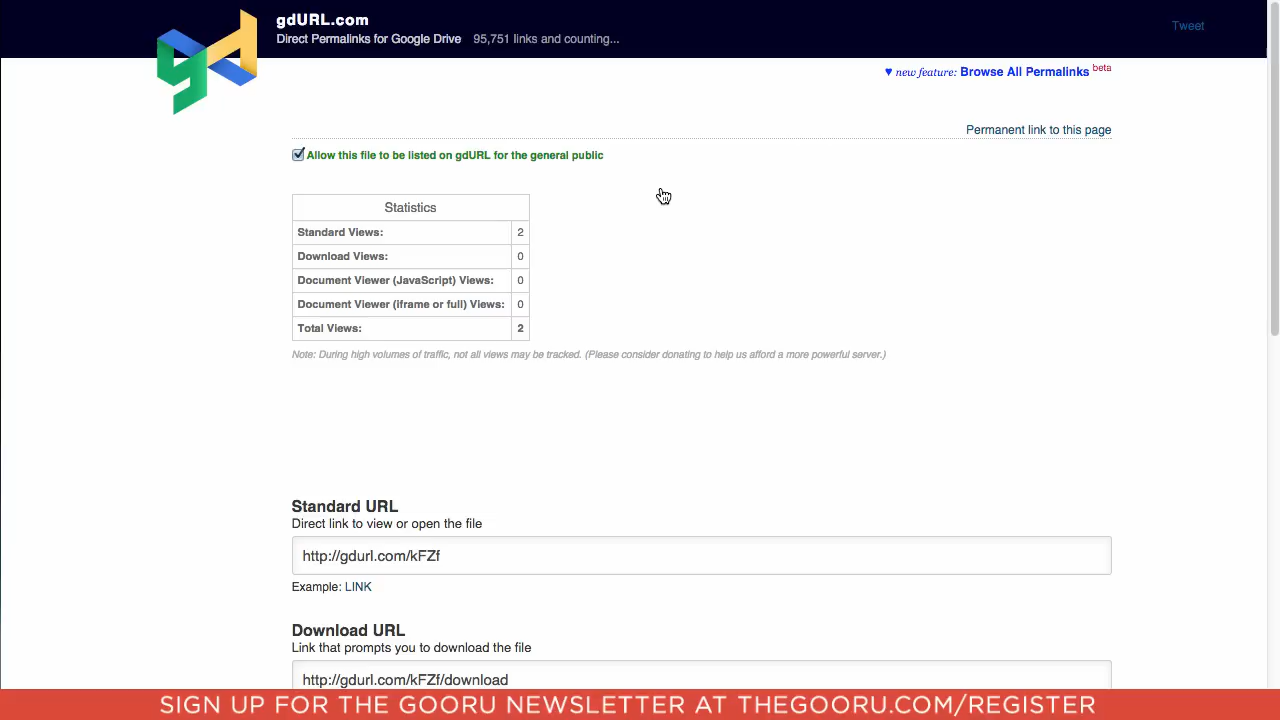 gd
gdURL.com
Direct Permalinks for Google Drive 95,751 links and counting...
Tweet
♥ new feature: Browse All Permalinks beta
Permanent link to this page
Allow this file to be listed on gdURL for the general public
Statistics
Standard Views: 2
Download Views: 0
Document Viewer (JavaScript) Views: 0
Document Viewer (iframe or full) Views: 0
Total Views: 2
Note: During high volumes of traffic, not all views may be tracked. (Please consider donating to help us afford a more powerful server.)
Standard URL
Direct link to view or open the file
http://gdurl.com/kFZf
Example: LINK
Download URL
Link that prompts you to download the file
http://gdurl.com/kFZf/download
SIGN UP FOR THE GOORU NEWSLETTER AT THEGOORU.COM/REGISTER